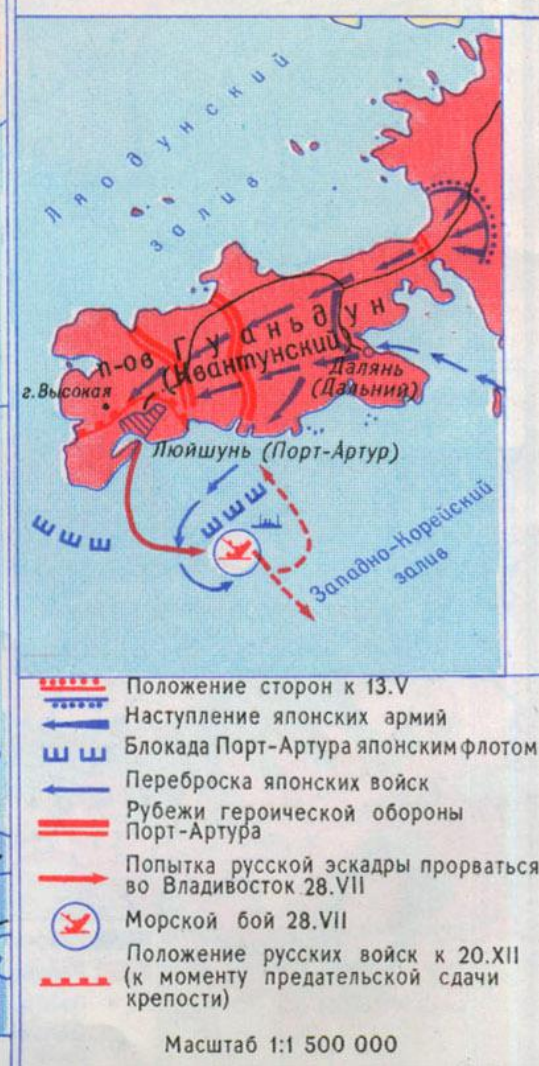 Ляодунский
залив
п-ов Гуаньдун
(Квантунский)
г. Высокая
Далянь
(Дальний)
Люйшунь (Порт-Артур)
Западно-Корейский
залив
Положение сторон к 13.V
Наступление японских армий
Блокада Порт-Артура японским флотом
Переброска японских войск
Рубежи героической обороны
Порт-Артура
Попытка русской эскадры прорваться
во Владивосток 28.VII
Морской бой 28.VII
Положение русских войск к 20.XII
(к моменту предательской сдачи
крепости)
Масштаб 1:1 500 000